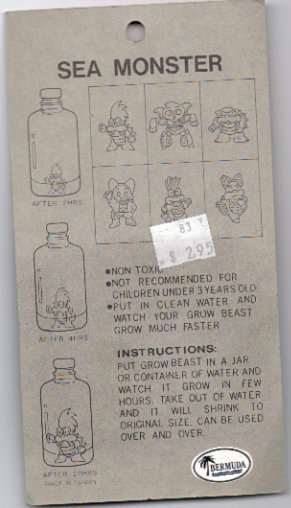 SEA MONSTER
AFTER 2HRS
AFTER 4HRS
AFTER 10HRS
MADE IN TAIWAN
83
$ 2.95
•NON TOXIC
•NOT RECOMMENDED FOR
CHILDREN UNDER 3 YEARS OLD
•PUT IN CLEAN WATER AND
WATCH YOUR GROW BEAST
GROW MUCH FASTER
INSTRUCTIONS:
PUT GROW BEAST IN A JAR
OR CONTAINER OF WATER AND
WATCH IT GROW IN FEW
HOURS. TAKE OUT OF WATER
AND IT WILL SHRINK TO
ORIGINAL SIZE. CAN BE USED
OVER AND OVER.
BERMUDA